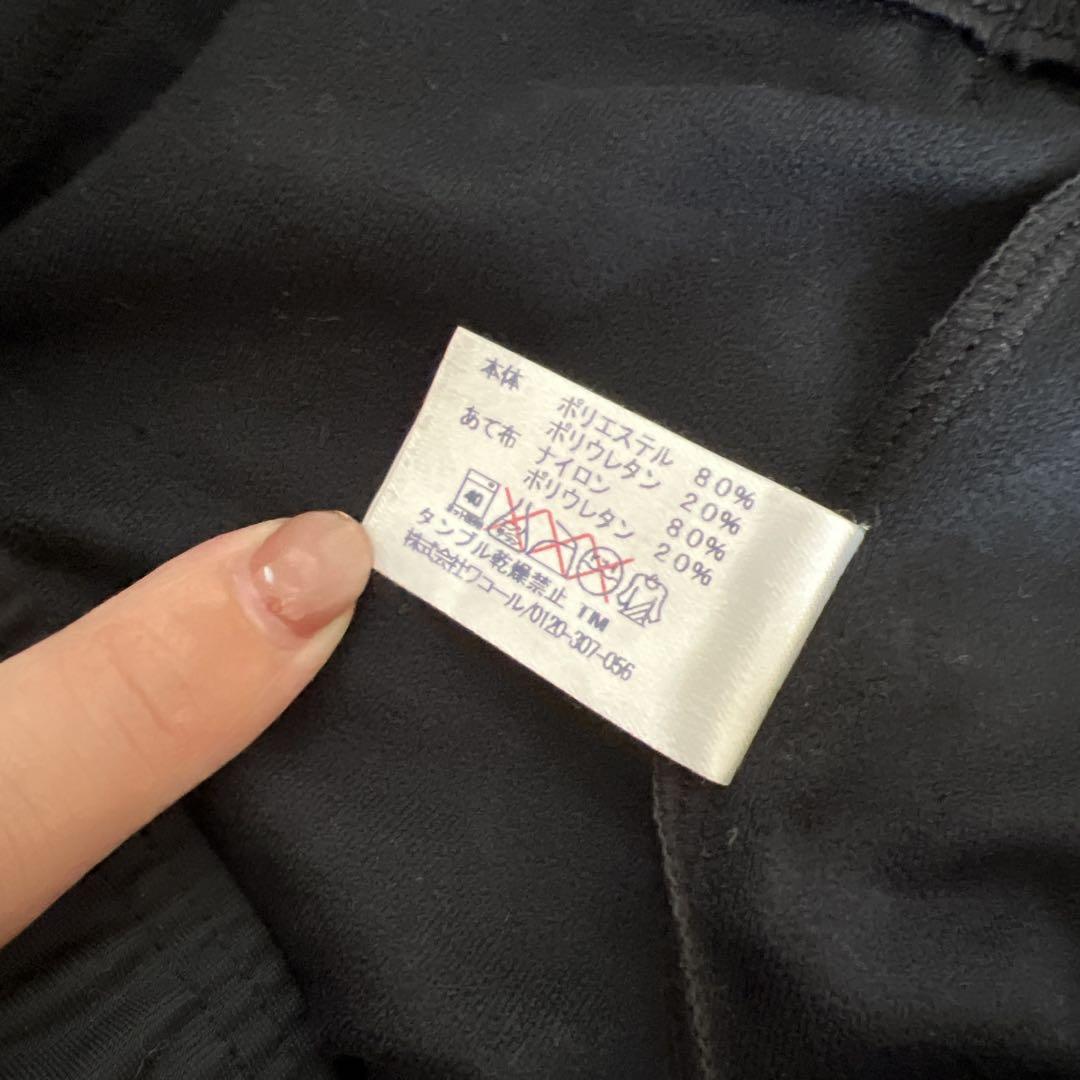 本体 ポリエステル 80%
ポリウレタン 20%
あて布 ナイロン 80%
ポリウレタン 20%
40
タンブル乾燥禁止 TM
株式会社ワコール/0120-307-056